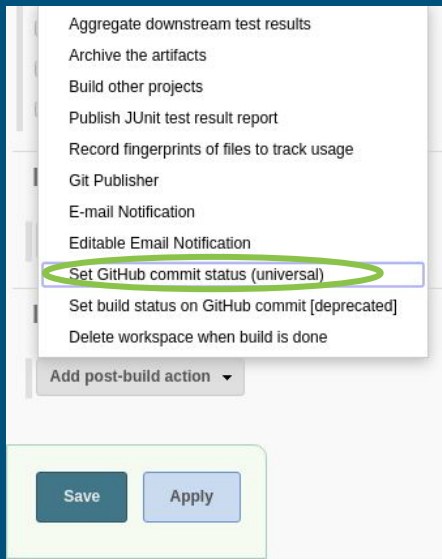 Aggregate downstream test results
Archive the artifacts
Build other projects
Publish JUnit test result report
Record fingerprints of files to track usage
Git Publisher
E-mail Notification
Editable Email Notification
Set GitHub commit status (universal)
Set build status on GitHub commit [deprecated]
Delete workspace when build is done
Add post-build action
Save
Apply